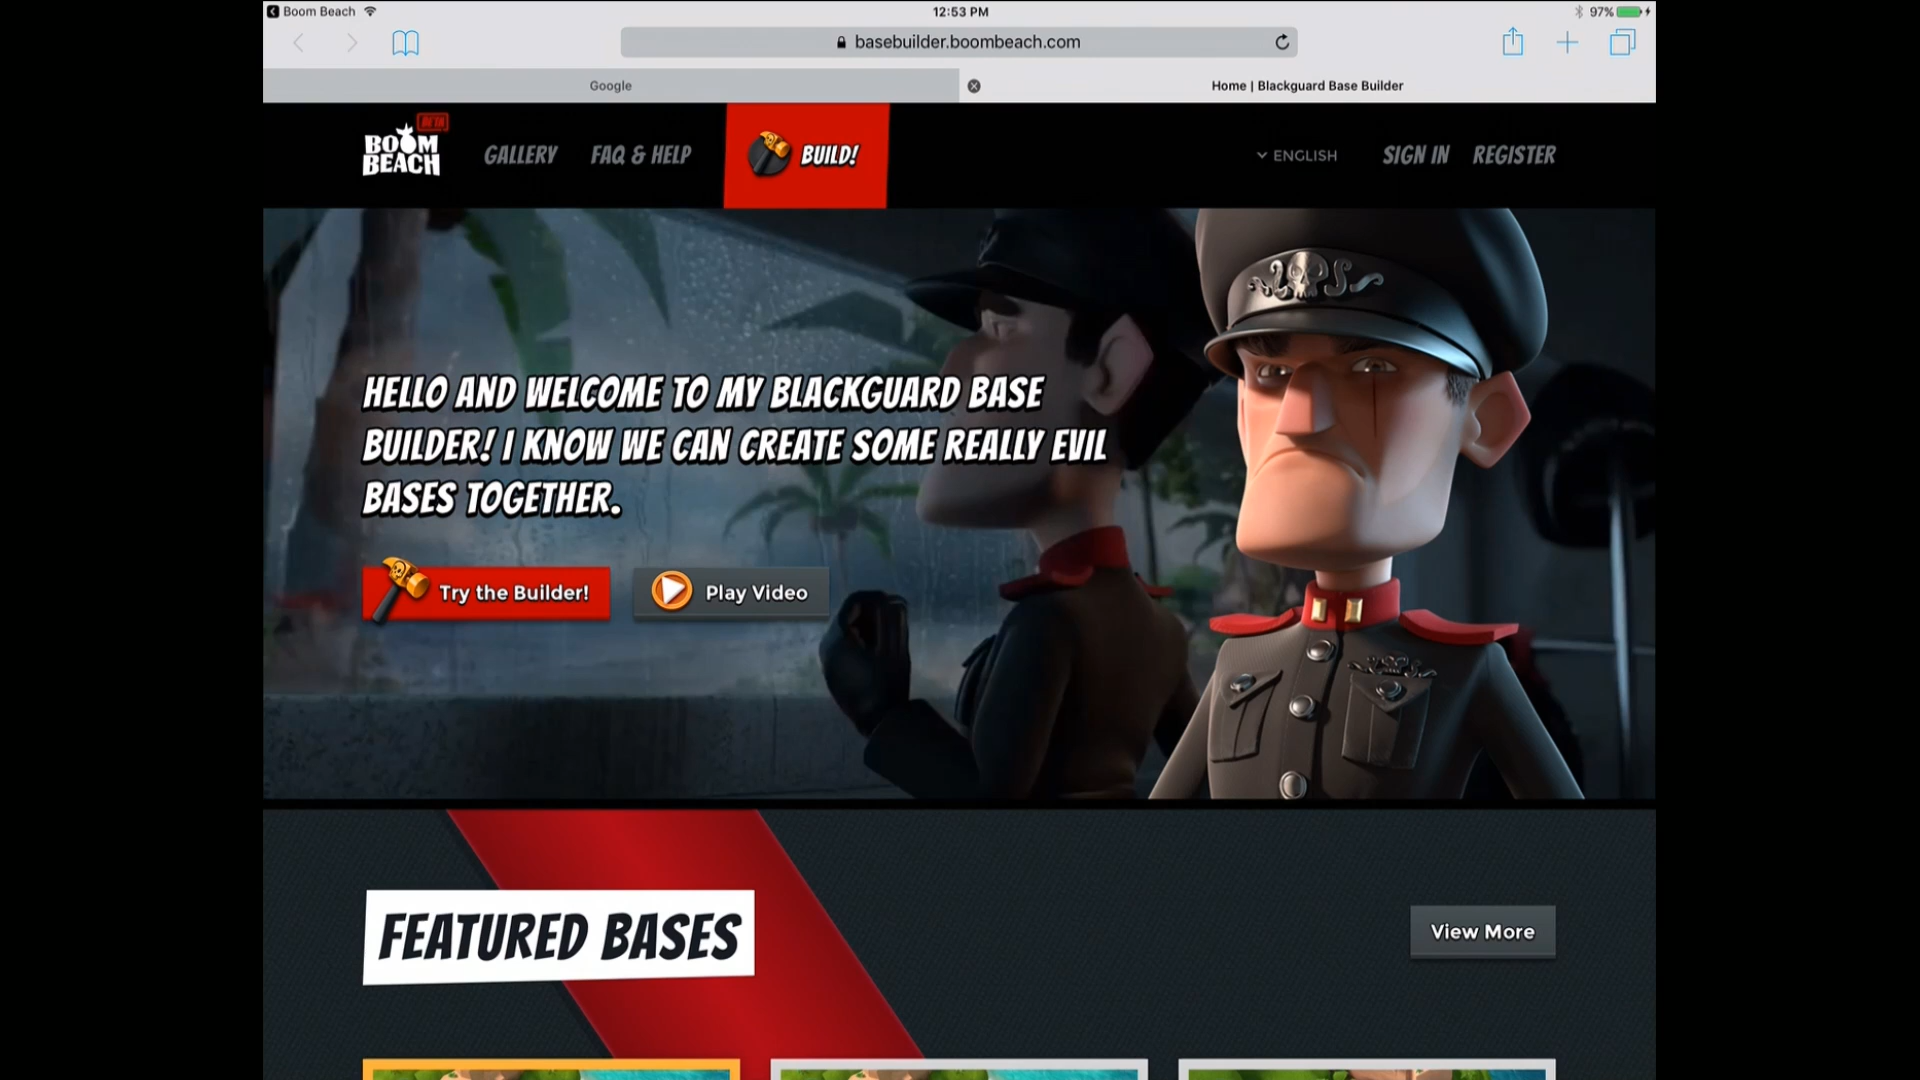 Boom Beach
12:53 PM
97%
basebuilder.boombeach.com
Google
Home | Blackguard Base Builder
BETA
BOOM
BEACH
GALLERY
FAQ & HELP
BUILD!
ENGLISH
SIGN IN
REGISTER
HELLO AND WELCOME TO MY BLACKGUARD BASE
BUILDER! I KNOW WE CAN CREATE SOME REALLY EVIL
BASES TOGETHER.
Try the Builder!
Play Video
FEATURED BASES
View More